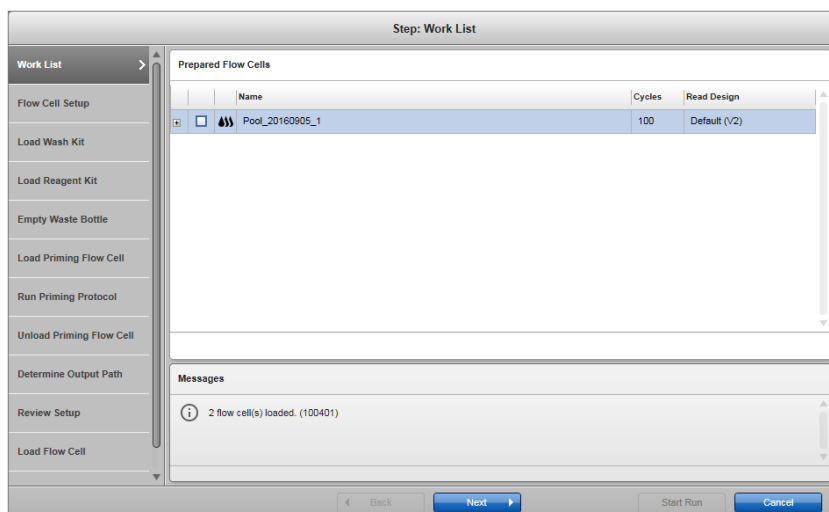 Step: Work List
Work List
Flow Cell Setup
Load Wash Kit
Load Reagent Kit
Empty Waste Bottle
Load Priming Flow Cell
Run Priming Protocol
Unload Priming Flow Cell
Determine Output Path
Review Setup
Load Flow Cell
Prepared Flow Cells
Name Cycles Read Design
Pool_20160905_1 100 Default (V2)
Messages
2 flow cell(s) loaded. (100401)
Back Next Start Run Cancel